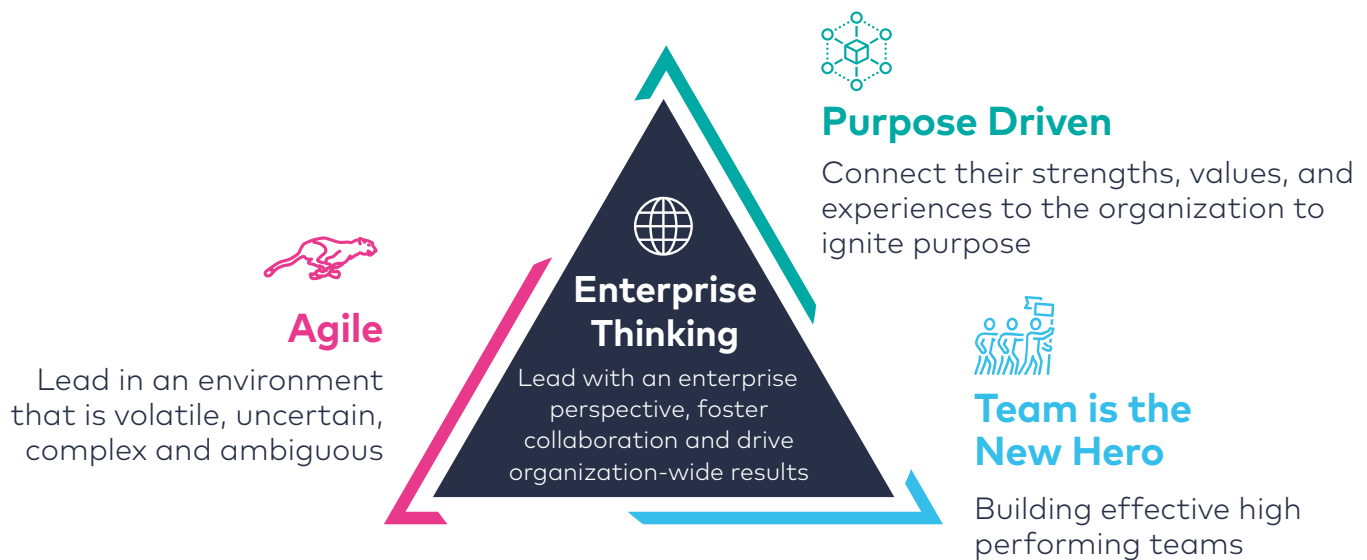 Purpose Driven
Connect their strengths, values, and
experiences to the organization to
ignite purpose
Enterprise
Thinking
Lead with an enterprise
perspective, foster
collaboration and drive
organization-wide results
Agile
Lead in an environment
that is volatile, uncertain,
complex and ambiguous
Team is the
New Hero
Building effective high
performing teams